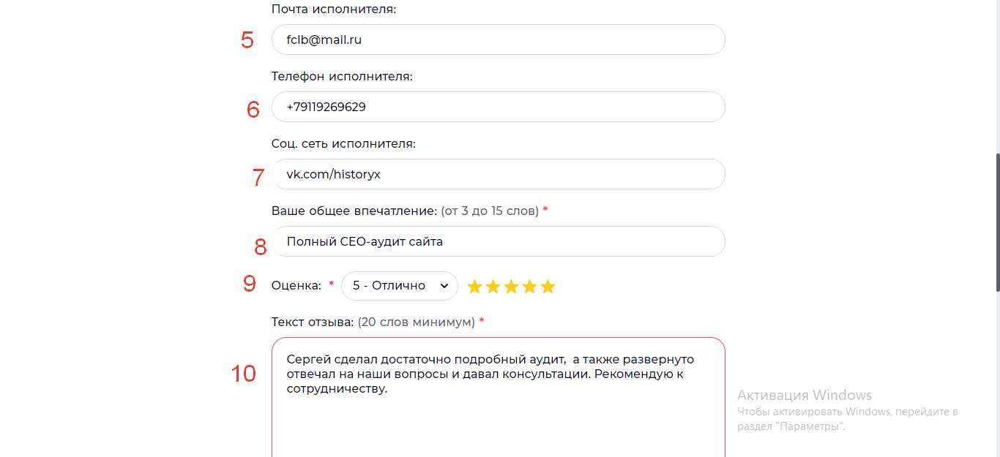 Почта исполнителя:
5
fclb@mail.ru
Телефон исполнителя:
6
+79119269629
Соц. сеть исполнителя:
7
vk.com/historyx
Ваше общее впечатление: (от 3 до 15 слов) *
8
Полный СЕО-аудит сайта
9
Оценка: * 5 - Отлично
Текст отзыва: (20 слов минимум) *
10
Сергей сделал достаточно подробный аудит,  а также развернуто
отвечал на наши вопросы и давал консультации. Рекомендую к
сотрудничеству.
Активация Windows
Чтобы активировать Windows, перейдите в
раздел "Параметры".